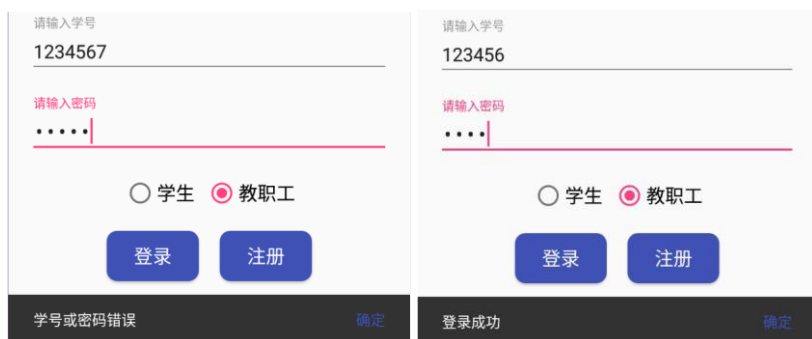 请输入学号
1234567
请输入密码
•••••
学生 教职工
登录 注册
学号或密码错误 确定
请输入学号
123456
请输入密码
••••
学生 教职工
登录 注册
登录成功 确定